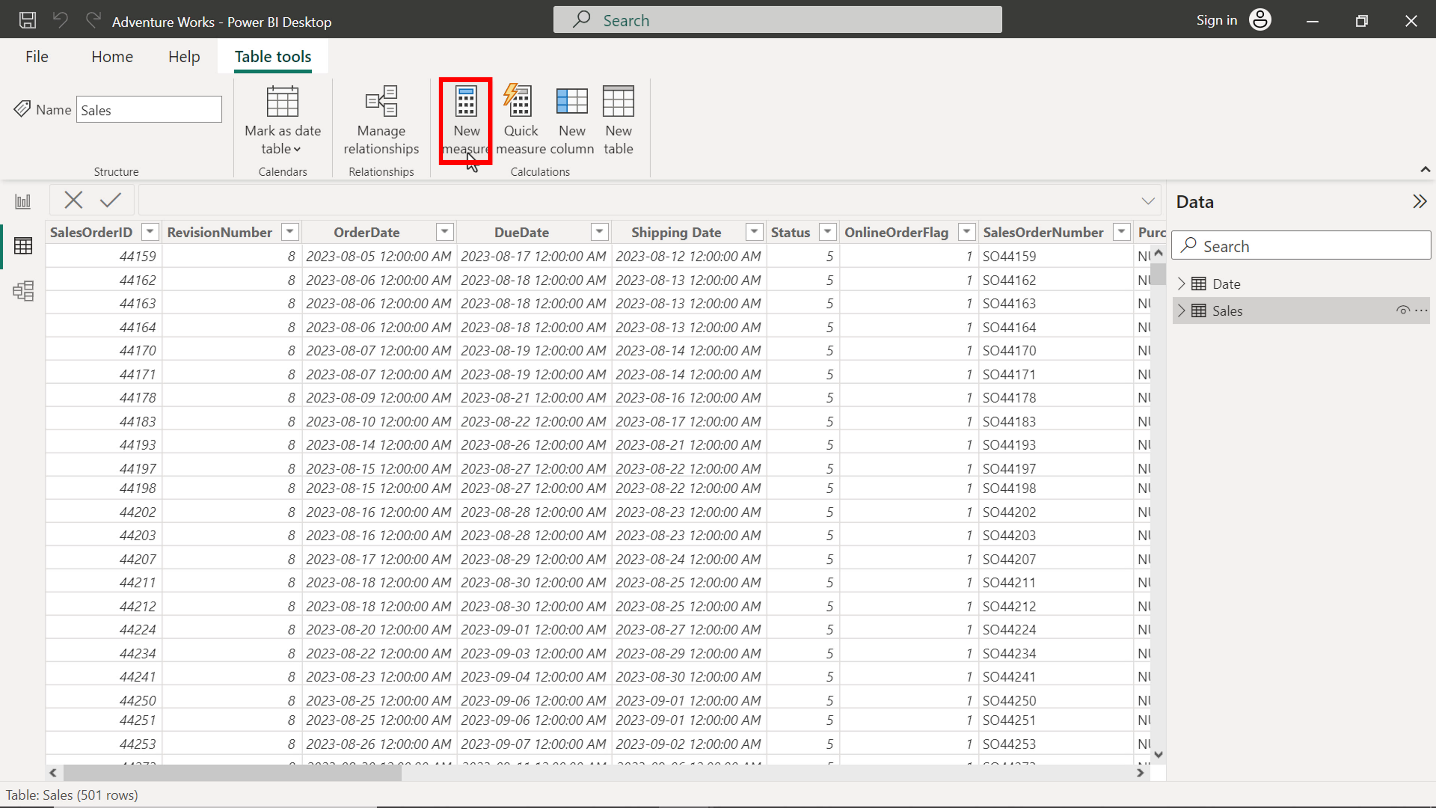 Adventure Works - Power BI Desktop
Search
Sign in
File Home Help Table tools
Name Sales
Mark as date table
Manage relationships
New measure
Quick measure
New column
New table
Structure Calendars Relationships Calculations
SalesOrderID RevisionNumber OrderDate DueDate Shipping Date Status OnlineOrderFlag SalesOrderNumber
44159 8 2023-08-05 12:00:00 AM 2023-08-17 12:00:00 AM 2023-08-12 12:00:00 AM 5 1 SO44159
44162 8 2023-08-06 12:00:00 AM 2023-08-18 12:00:00 AM 2023-08-13 12:00:00 AM 5 1 SO44162
44163 8 2023-08-06 12:00:00 AM 2023-08-18 12:00:00 AM 2023-08-13 12:00:00 AM 5 1 SO44163
44164 8 2023-08-06 12:00:00 AM 2023-08-18 12:00:00 AM 2023-08-13 12:00:00 AM 5 1 SO44164
44170 8 2023-08-07 12:00:00 AM 2023-08-19 12:00:00 AM 2023-08-14 12:00:00 AM 5 1 SO44170
44171 8 2023-08-07 12:00:00 AM 2023-08-19 12:00:00 AM 2023-08-14 12:00:00 AM 5 1 SO44171
44178 8 2023-08-09 12:00:00 AM 2023-08-21 12:00:00 AM 2023-08-16 12:00:00 AM 5 1 SO44178
44183 8 2023-08-10 12:00:00 AM 2023-08-22 12:00:00 AM 2023-08-17 12:00:00 AM 5 1 SO44183
44193 8 2023-08-14 12:00:00 AM 2023-08-26 12:00:00 AM 2023-08-21 12:00:00 AM 5 1 SO44193
44197 8 2023-08-15 12:00:00 AM 2023-08-27 12:00:00 AM 2023-08-22 12:00:00 AM 5 1 SO44197
44198 8 2023-08-15 12:00:00 AM 2023-08-27 12:00:00 AM 2023-08-22 12:00:00 AM 5 1 SO44198
44202 8 2023-08-16 12:00:00 AM 2023-08-28 12:00:00 AM 2023-08-23 12:00:00 AM 5 1 SO44202
44203 8 2023-08-16 12:00:00 AM 2023-08-28 12:00:00 AM 2023-08-23 12:00:00 AM 5 1 SO44203
44207 8 2023-08-17 12:00:00 AM 2023-08-29 12:00:00 AM 2023-08-24 12:00:00 AM 5 1 SO44207
44211 8 2023-08-18 12:00:00 AM 2023-08-30 12:00:00 AM 2023-08-25 12:00:00 AM 5 1 SO44211
44212 8 2023-08-18 12:00:00 AM 2023-08-30 12:00:00 AM 2023-08-25 12:00:00 AM 5 1 SO44212
44224 8 2023-08-20 12:00:00 AM 2023-09-01 12:00:00 AM 2023-08-27 12:00:00 AM 5 1 SO44224
44234 8 2023-08-22 12:00:00 AM 2023-09-03 12:00:00 AM 2023-08-29 12:00:00 AM 5 1 SO44234
44241 8 2023-08-23 12:00:00 AM 2023-09-04 12:00:00 AM 2023-08-30 12:00:00 AM 5 1 SO44241
44250 8 2023-08-25 12:00:00 AM 2023-09-06 12:00:00 AM 2023-09-01 12:00:00 AM 5 1 SO44250
44251 8 2023-08-25 12:00:00 AM 2023-09-06 12:00:00 AM 2023-09-01 12:00:00 AM 5 1 SO44251
44253 8 2023-08-26 12:00:00 AM 2023-09-07 12:00:00 AM 2023-09-02 12:00:00 AM 5 1 SO44253
Data
Search
Date
Sales
Table: Sales (501 rows)